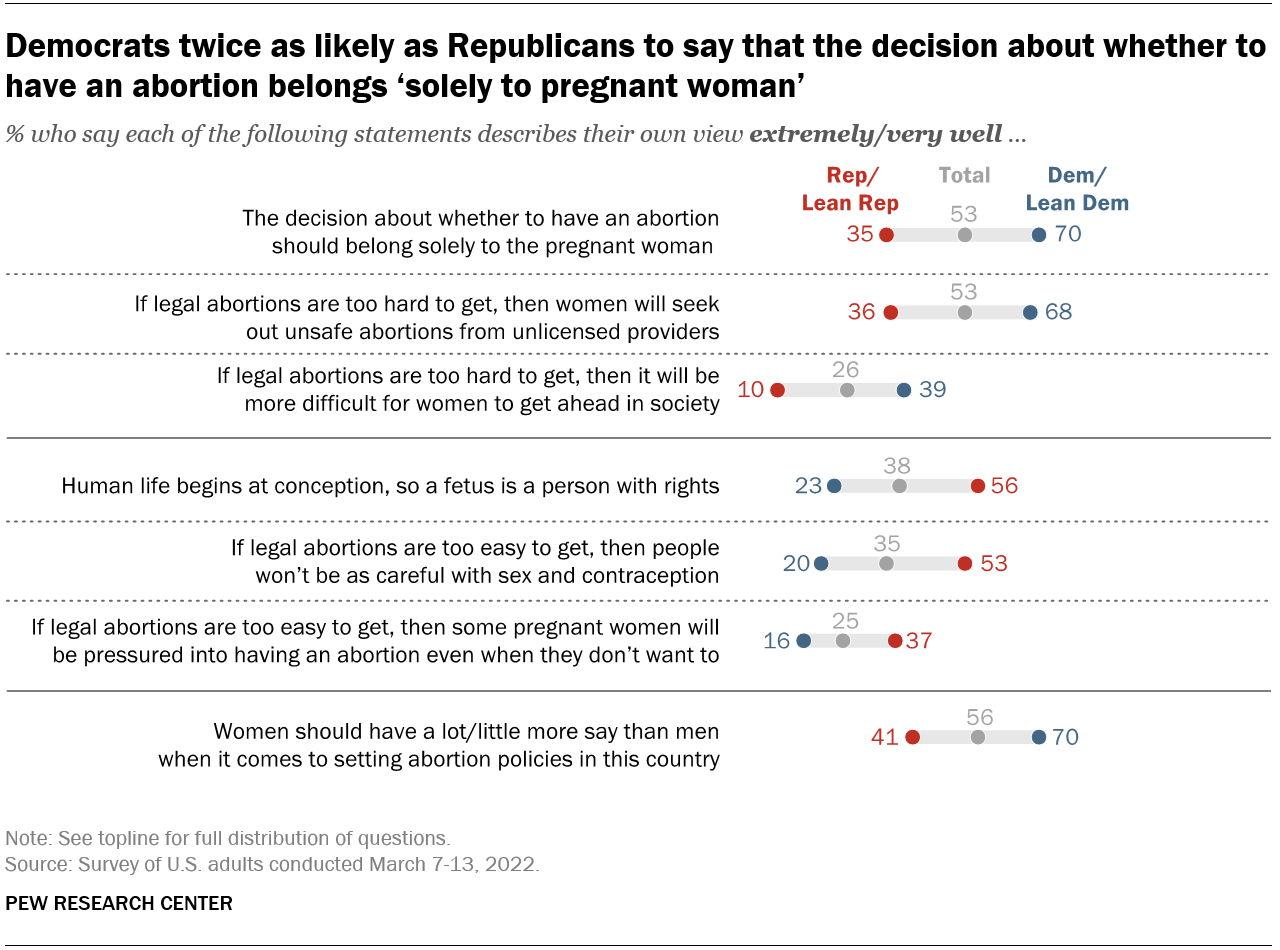 Democrats twice as likely as Republicans to say that the decision about whether to
have an abortion belongs ‘solely to pregnant woman’
% who say each of the following statements describes their own view extremely/very well ...
Rep/
Lean Rep
Total
Dem/
Lean Dem
The decision about whether to have an abortion
should belong solely to the pregnant woman
35
53
70
If legal abortions are too hard to get, then women will seek
out unsafe abortions from unlicensed providers
36
53
68
If legal abortions are too hard to get, then it will be
more difficult for women to get ahead in society
10
26
39
Human life begins at conception, so a fetus is a person with rights
23
38
56
If legal abortions are too easy to get, then people
won’t be as careful with sex and contraception
20
35
53
If legal abortions are too easy to get, then some pregnant women will
be pressured into having an abortion even when they don’t want to
16
25
37
Women should have a lot/little more say than men
when it comes to setting abortion policies in this country
41
56
70
Note: See topline for full distribution of questions.
Source: Survey of U.S. adults conducted March 7-13, 2022.
PEW RESEARCH CENTER